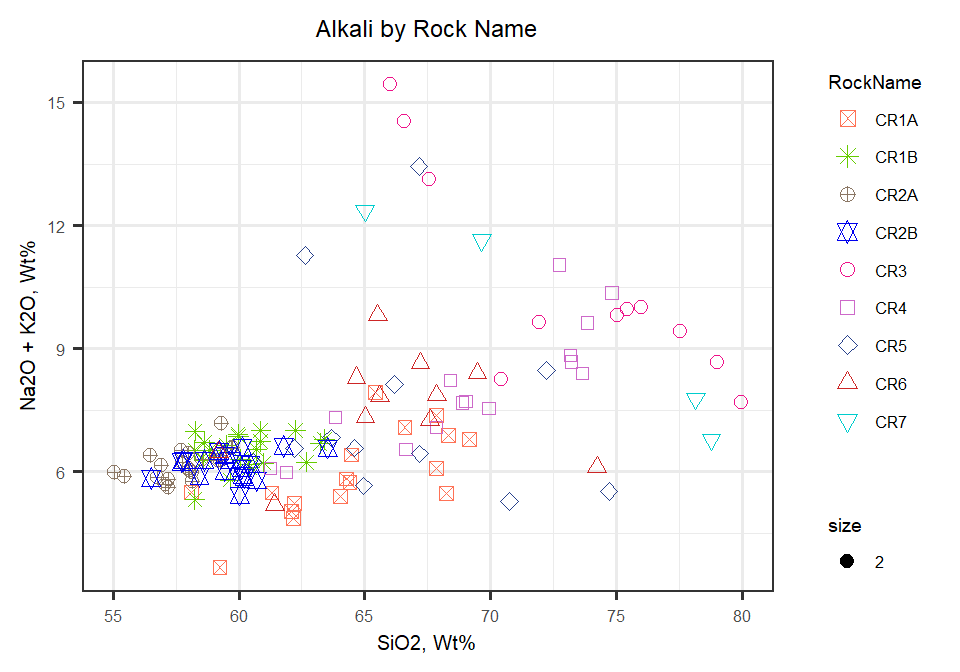 Alkali by Rock Name
Na2O + K2O, Wt%
15
12
9
6
55
60
65
70
75
80
SiO2, Wt%
RockName
CR1A
CR1B
CR2A
CR2B
CR3
CR4
CR5
CR6
CR7
size
2